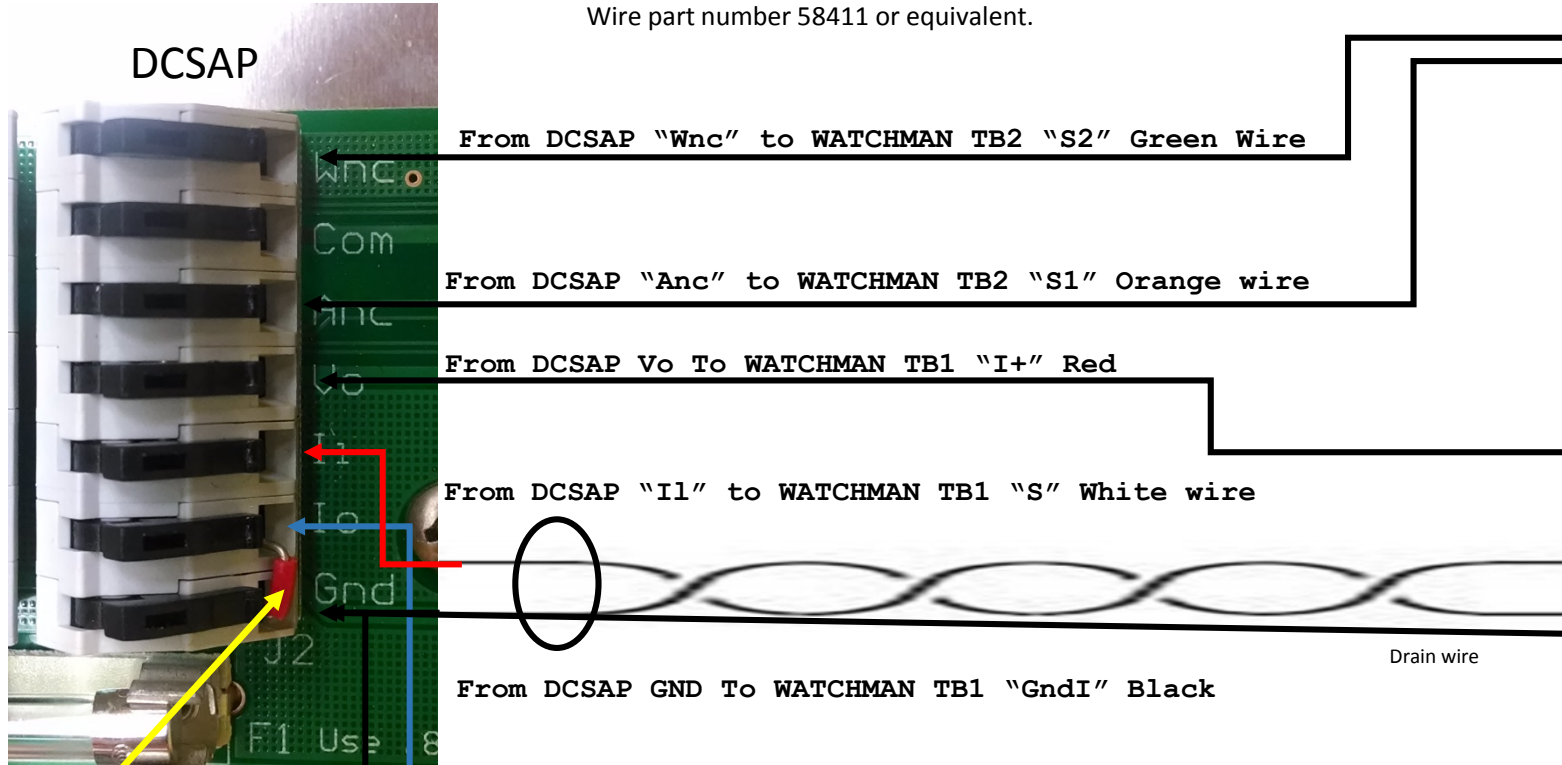 Wire part number 58411 or equivalent.
DCSAP
From DCSAP “Wnc” to WATCHMAN TB2 “S2” Green Wire
Wnc
Com
From DCSAP “Anc” to WATCHMAN TB2 “S1” Orange wire
Anc
From DCSAP Vo To WATCHMAN TB1 “I+” Red
Vo
I1
From DCSAP “Il” to WATCHMAN TB1 “S” White wire
Io
Gnd
J2
Drain wire
From DCSAP GND To WATCHMAN TB1 “GndI” Black
F1 Use .8